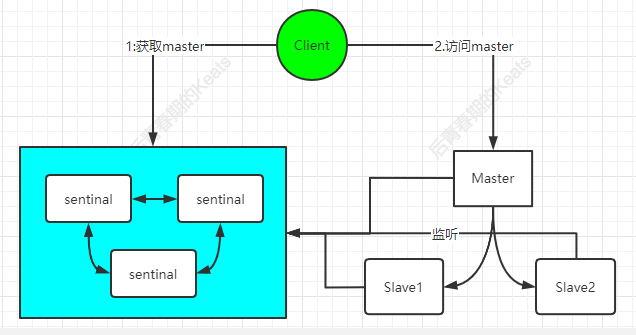 Client
1:获取master
2.访问master
后青春期的Keats
后青春期的Keats
sentinal
sentinal
sentinal
Master
监听
Slave1
Slave2